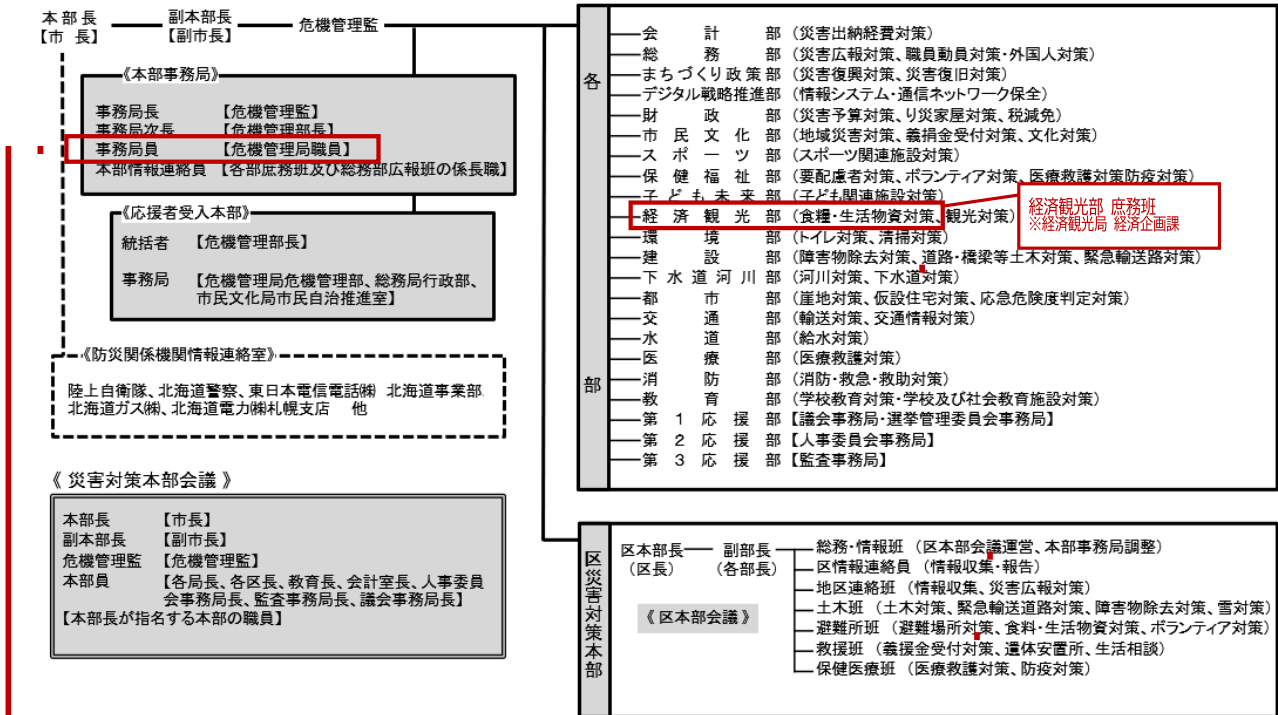 本部長 ── 副本部長 ── 危機管理監
【市 長】 【副市長】
《本部事務局》
事務局長 【危機管理監】
事務局次長 【危機管理部長】
事務局員 【危機管理局職員】
本部情報連絡員 【各部庶務班及び総務部広報班の係長職】
《応援者受入本部》
統括者 【危機管理部長】
事務局 【危機管理局危機管理部、総務局行政部、
市民文化局市民自治推進室】
《防災関係機関情報連絡室》
陸上自衛隊、北海道警察、東日本電信電話㈱ 北海道事業部、
北海道ガス㈱、北海道電力㈱札幌支店 他
《 災害対策本部会議 》
本部長 【市長】
副本部長 【副市長】
危機管理監 【危機管理監】
本部員 【各局長、各区長、教育長、会計室長、人事委員
会事務局長、監査事務局長、議会事務局長】
【本部長が指名する本部の職員】
各部
会計部 (災害出納経費対策)
総務部 (災害広報対策、職員動員対策・外国人対策)
まちづくり政策部 (災害復興対策、災害復旧対策)
デジタル戦略推進部 (情報システム・通信ネットワーク保全)
財政部 (災害予算対策、り災家屋対策、税減免)
市民文化部 (地域災害対策、義捐金受付対策、文化対策)
スポーツ部 (スポーツ関連施設対策)
保健福祉部 (要配慮者対策、ボランティア対策、医療救護対策防疫対策)
子ども未来部 (子ども関連施設対策)
経済観光部 (食糧・生活物資対策、観光対策)
経済観光部 庶務班
※経済観光局 経済企画課
環境部 (トイレ対策、清掃対策)
建設部 (障害物除去対策、道路・橋梁等土木対策、緊急輸送路対策)
下水道河川部 (河川対策、下水道対策)
都市部 (崖地対策、仮設住宅対策、応急危険度判定対策)
交通部 (輸送対策、交通情報対策)
水道部 (給水対策)
医療部 (医療救護対策)
消防部 (消防・救急・救助対策)
教育部 (学校教育対策・学校及び社会教育施設対策)
第1応援部 【議会事務局・選挙管理委員会事務局】
第2応援部 【人事委員会事務局】
第3応援部 【監査事務局】
区災害対策本部
区本部長 ── 副部長
(区長) (各部長)
《 区本部会議 》
総務・情報班 (区本部会議運営、本部事務局調整)
区情報連絡員 (情報収集・報告)
地区連絡班 (情報収集、災害広報対策)
土木班 (土木対策、緊急輸送道路対策、障害物除去対策、雪対策)
避難所班 (避難場所対策、食料・生活物資対策、ボランティア対策)
救援班 (義援金受付対策、遺体安置所、生活相談)
保健医療班 (医療救護対策、防疫対策)